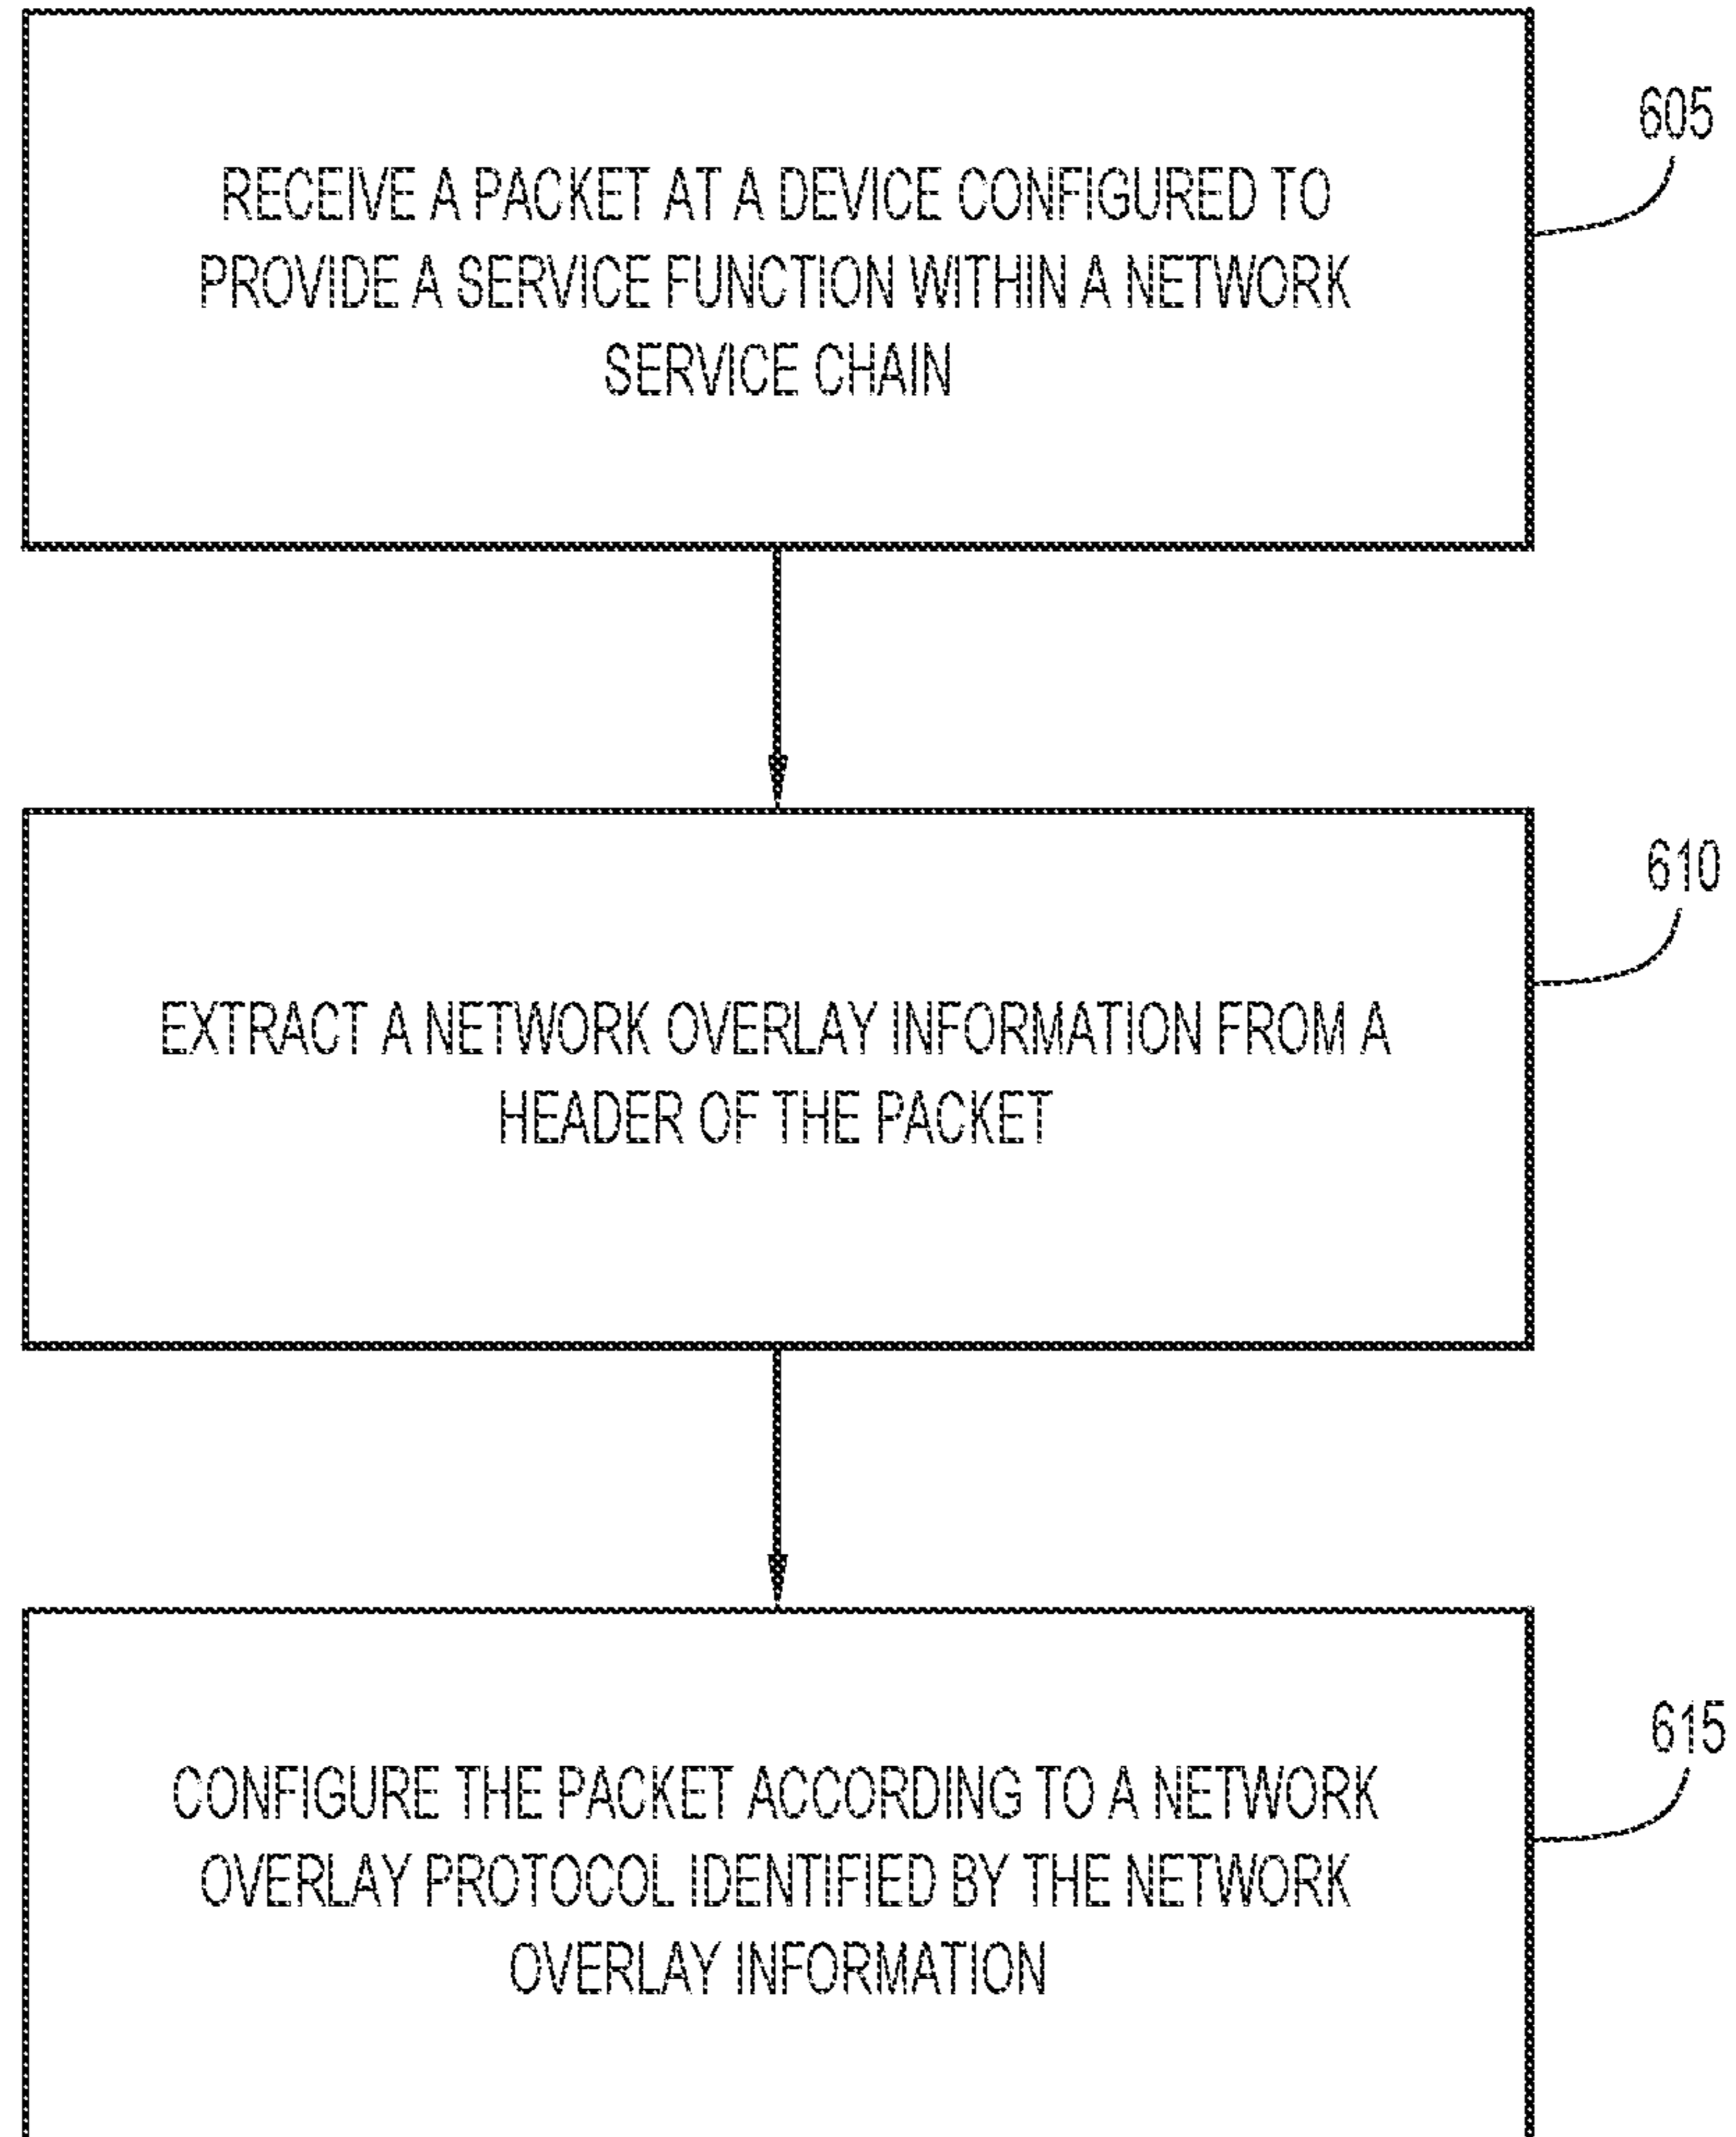 605
RECEIVE A PACKET AT A DEVICE CONFIGURED TO
PROVIDE A SERVICE FUNCTION WITHIN A NETWORK
SERVICE CHAIN
610
EXTRACT A NETWORK OVERLAY INFORMATION FROM A
HEADER OF THE PACKET
615
CONFIGURE THE PACKET ACCORDING TO A NETWORK
OVERLAY PROTOCOL IDENTIFIED BY THE NETWORK
OVERLAY INFORMATION